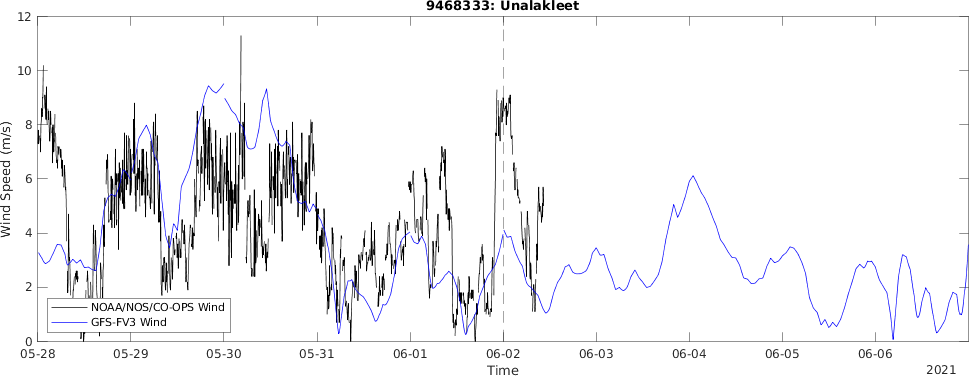 9468333: Unalakleet
Wind Speed (m/s)
12
10
8
6
4
2
0
NOAA/NOS/CO-OPS Wind
GFS-FV3 Wind
05-28 05-29 05-30 05-31 06-01 06-02 06-03 06-04 06-05 06-06
Time
2021